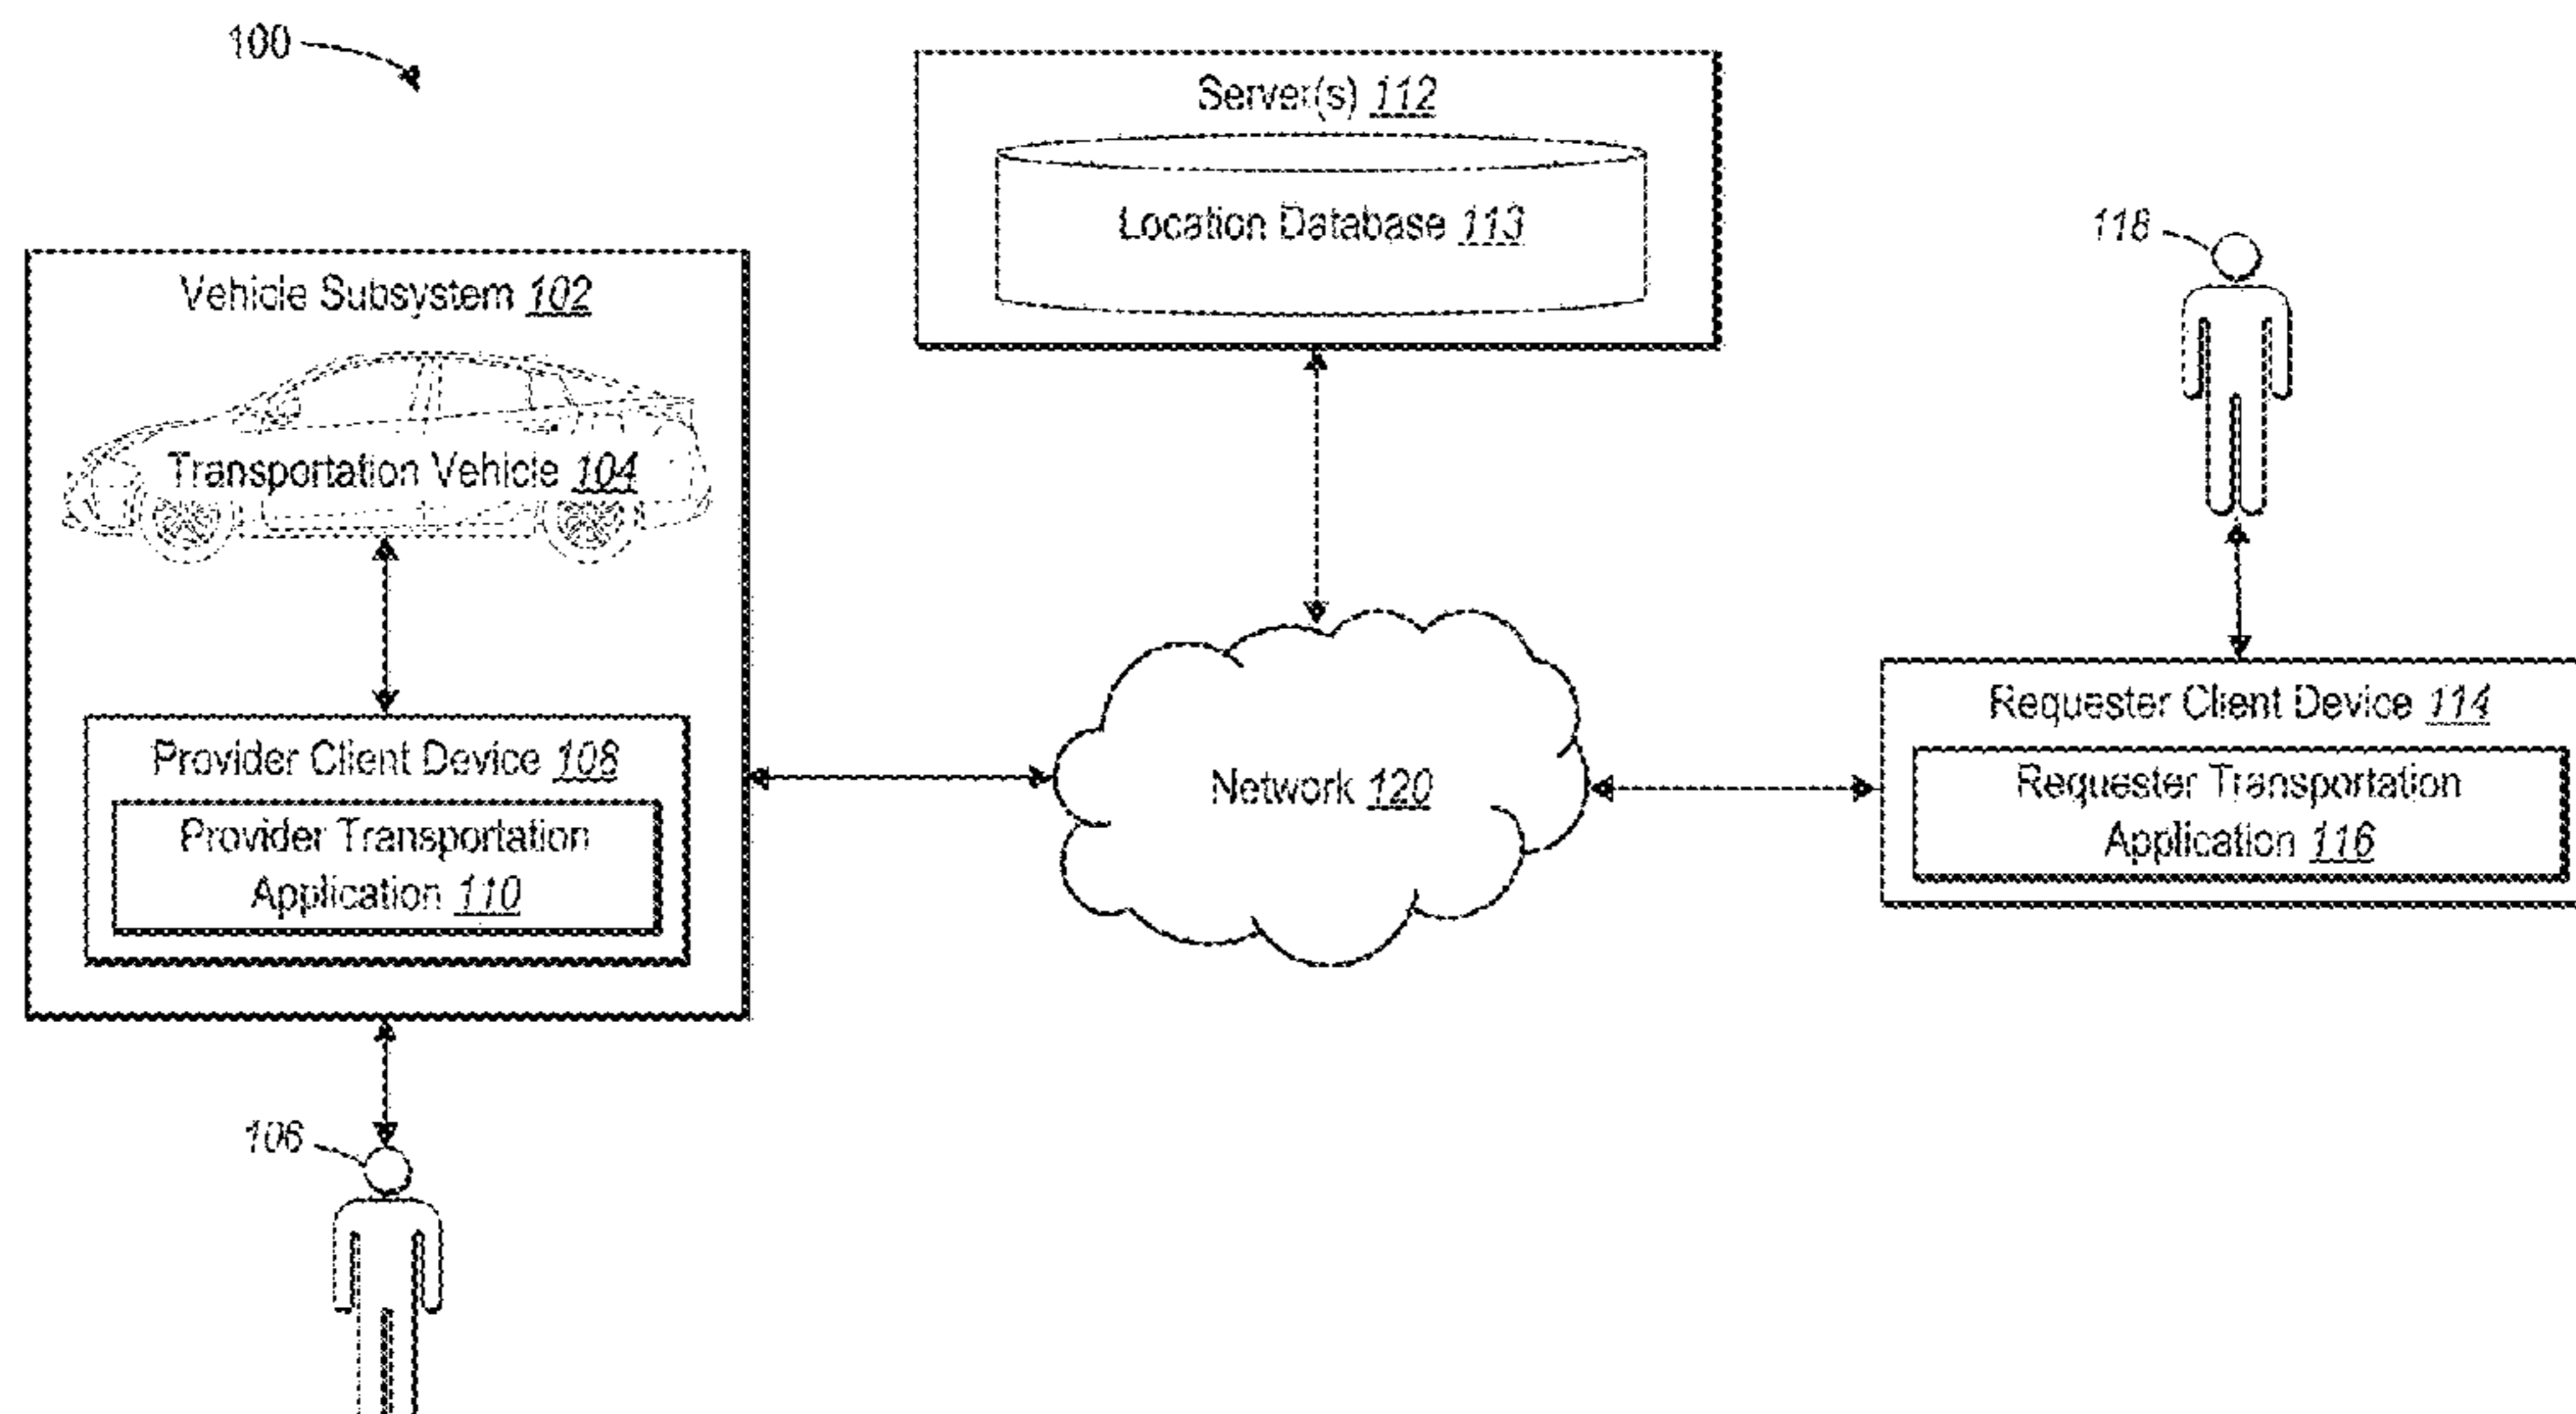 100
Server(s) 112
Location Database 113
118
Vehicle Subsystem 102
Transportation Vehicle 104
Requester Client Device 114
Provider Client Device 108
Network 120
Requester Transportation
Application 116
Provider Transportation
Application 110
106